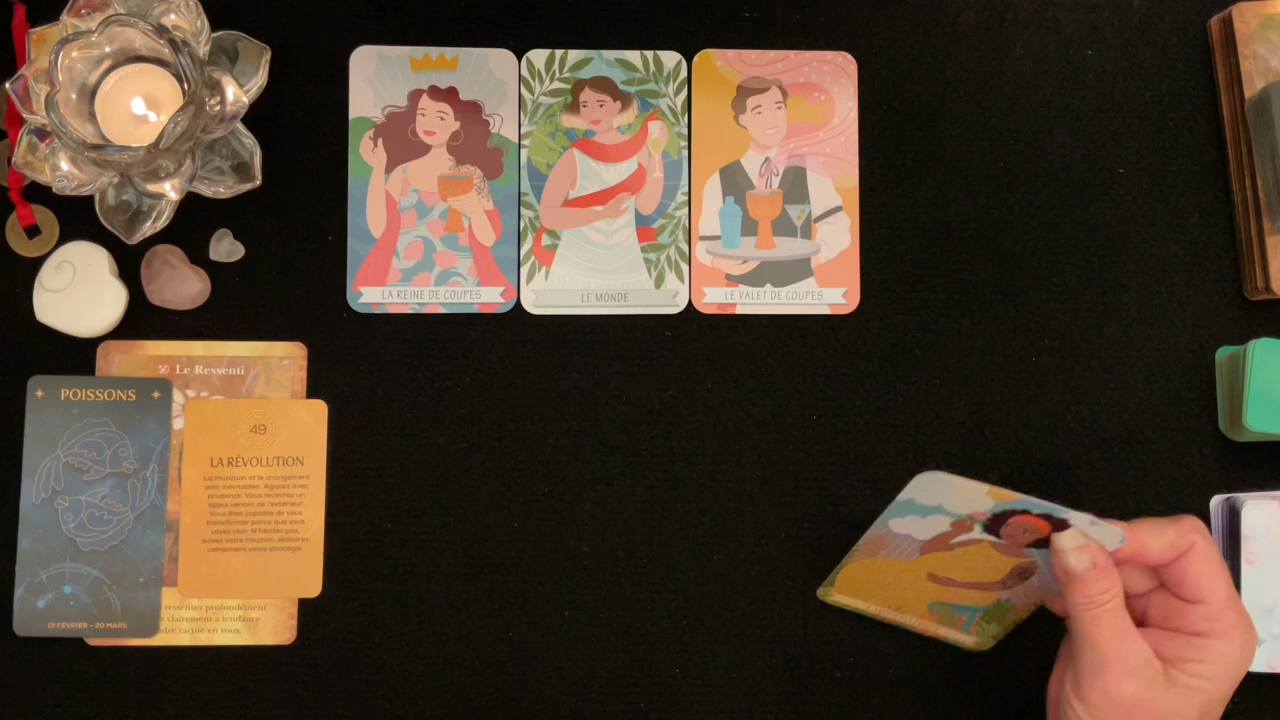 LA REINE DE COUPES
LE MONDE
LE VALET DE COUPES
Le Ressenti
POISSONS
19 FÉVRIER - 20 MARS
49
LA RÉVOLUTION
La mutation et le changement
sont inévitables. Agissez avec
prudence. Vous recevrez un
appui venant de l'extérieur.
Vous êtes capable de vous
transformer parce que vous
voyez clair. N'hésitez pas,
suivez votre intuition, élaborez
calmement votre stratégie.
ressentez profondément
clairement a tendance
racine en vous.